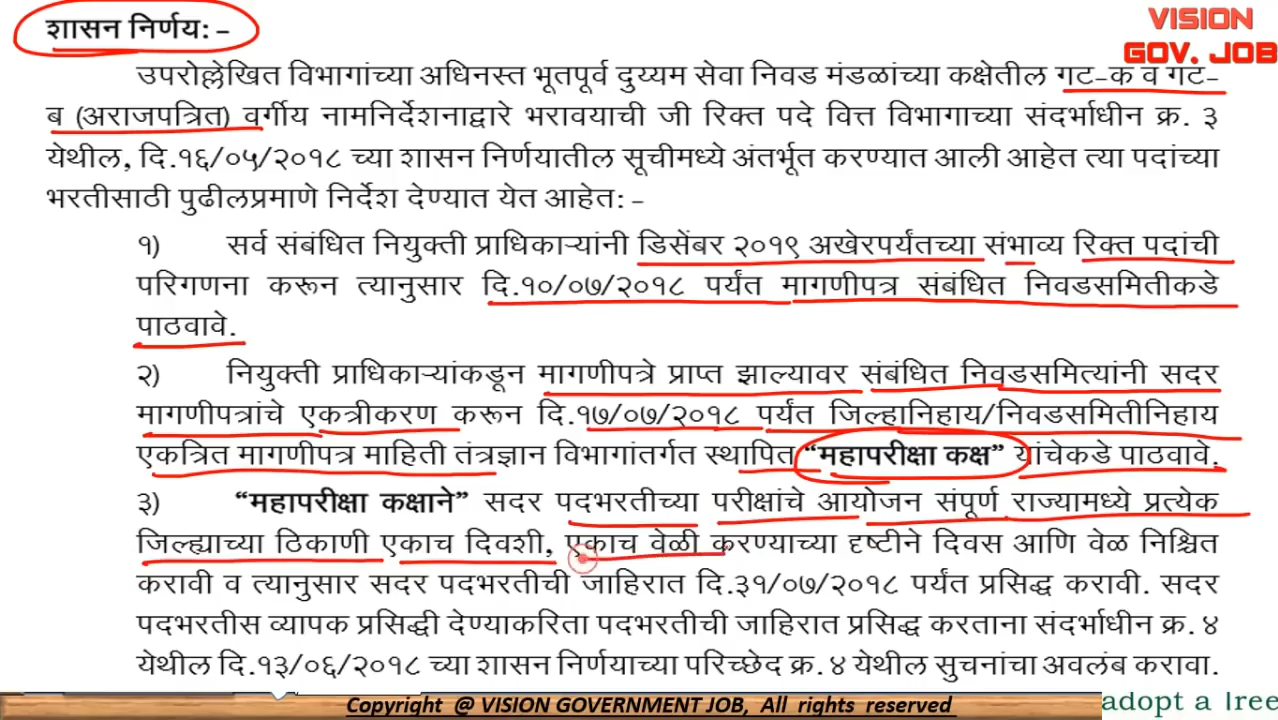 शासन निर्णय: -
VISION
GOV. JOB
उपरोल्लेखित विभागांच्या अधिनस्त भूतपूर्व दुय्यम सेवा निवड मंडळांच्या कक्षेतील गट-क व गट-
ब (अराजपत्रित) वर्गीय नामनिर्देशनाद्वारे भरावयाची जी रिक्त पदे वित्त विभागाच्या संदर्भाधीन क्र. ३
येथील, दि.१६/०५/२०१८ च्या शासन निर्णयातील सूचीमध्ये अंतर्भूत करण्यात आली आहेत त्या पदांच्या
भरतीसाठी पुढीलप्रमाणे निर्देश देण्यात येत आहेत: -
१) सर्व संबंधित नियुक्ती प्राधिकाऱ्यांनी डिसेंबर २०१९ अखेरपर्यंतच्या संभाव्य रिक्त पदांची
परिगणना करून त्यानुसार दि.१०/०७/२०१८ पर्यंत मागणीपत्र संबंधित निवडसमितीकडे
पाठवावे.
२) नियुक्ती प्राधिकाऱ्यांकडून मागणीपत्रे प्राप्त झाल्यावर संबंधित निवडसमित्यांनी सदर
मागणीपत्रांचे एकत्रीकरण करून दि.१७/०७/२०१८ पर्यंत जिल्हानिहाय/निवडसमितीनिहाय
एकत्रित मागणीपत्र माहिती तंत्रज्ञान विभागांतर्गत स्थापित “महापरीक्षा कक्ष” यांचेकडे पाठवावे.
३) “महापरीक्षा कक्षाने” सदर पदभरतीच्या परीक्षांचे आयोजन संपूर्ण राज्यामध्ये प्रत्येक
जिल्ह्याच्या ठिकाणी एकाच दिवशी, एकाच वेळी करण्याच्या दृष्टीने दिवस आणि वेळ निश्चित
करावी व त्यानुसार सदर पदभरतीची जाहिरात दि.३१/०७/२०१८ पर्यंत प्रसिद्ध करावी. सदर
पदभरतीस व्यापक प्रसिद्धी देण्याकरिता पदभरतीची जाहिरात प्रसिद्ध करताना संदर्भाधीन क्र. ४
येथील दि.१३/०६/२०१८ च्या शासन निर्णयाच्या परिच्छेद क्र. ४ येथील सुचनांचा अवलंब करावा.
Copyright @ VISION GOVERNMENT JOB, All rights reserved
adopt a Tree